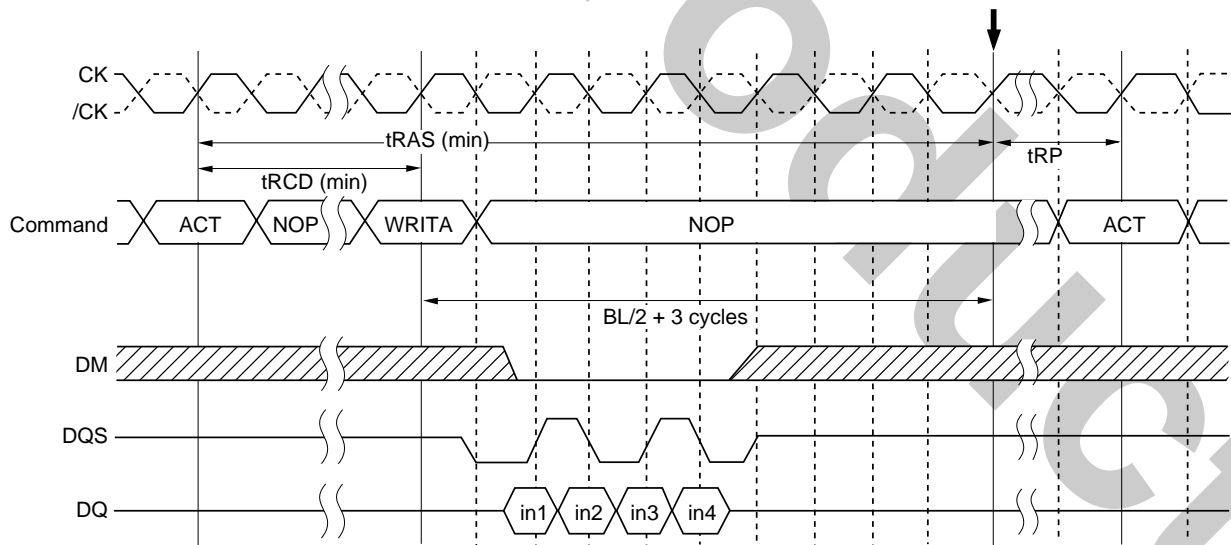 CK
/CK
tRAS (min)
tRP
tRCD (min)
Command ACT NOP WRITA NOP ACT
BL/2 + 3 cycles
DM
DQS
DQ in1 in2 in3 in4
oduct